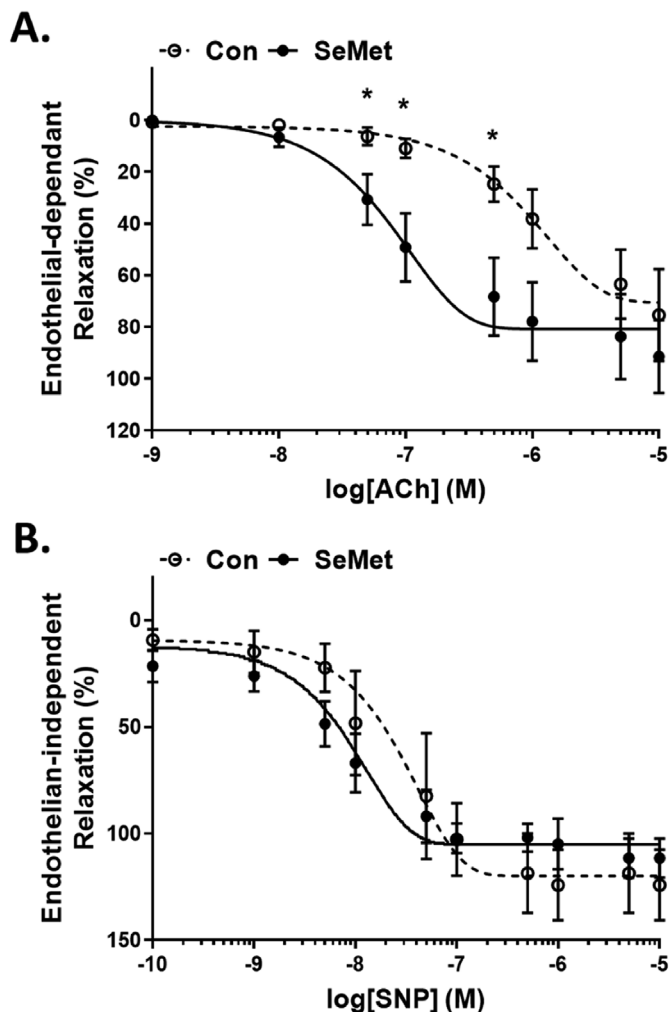 A.
Con SeMet
* * *
Endothelial-dependant
Relaxation (%)
0
20
40
60
80
100
120
-9 -8 -7 -6 -5
log[ACh] (M)
B.
Con SeMet
Endothelian-independent
Relaxation (%)
0
50
100
150
-10 -9 -8 -7 -6 -5
log[SNP] (M)